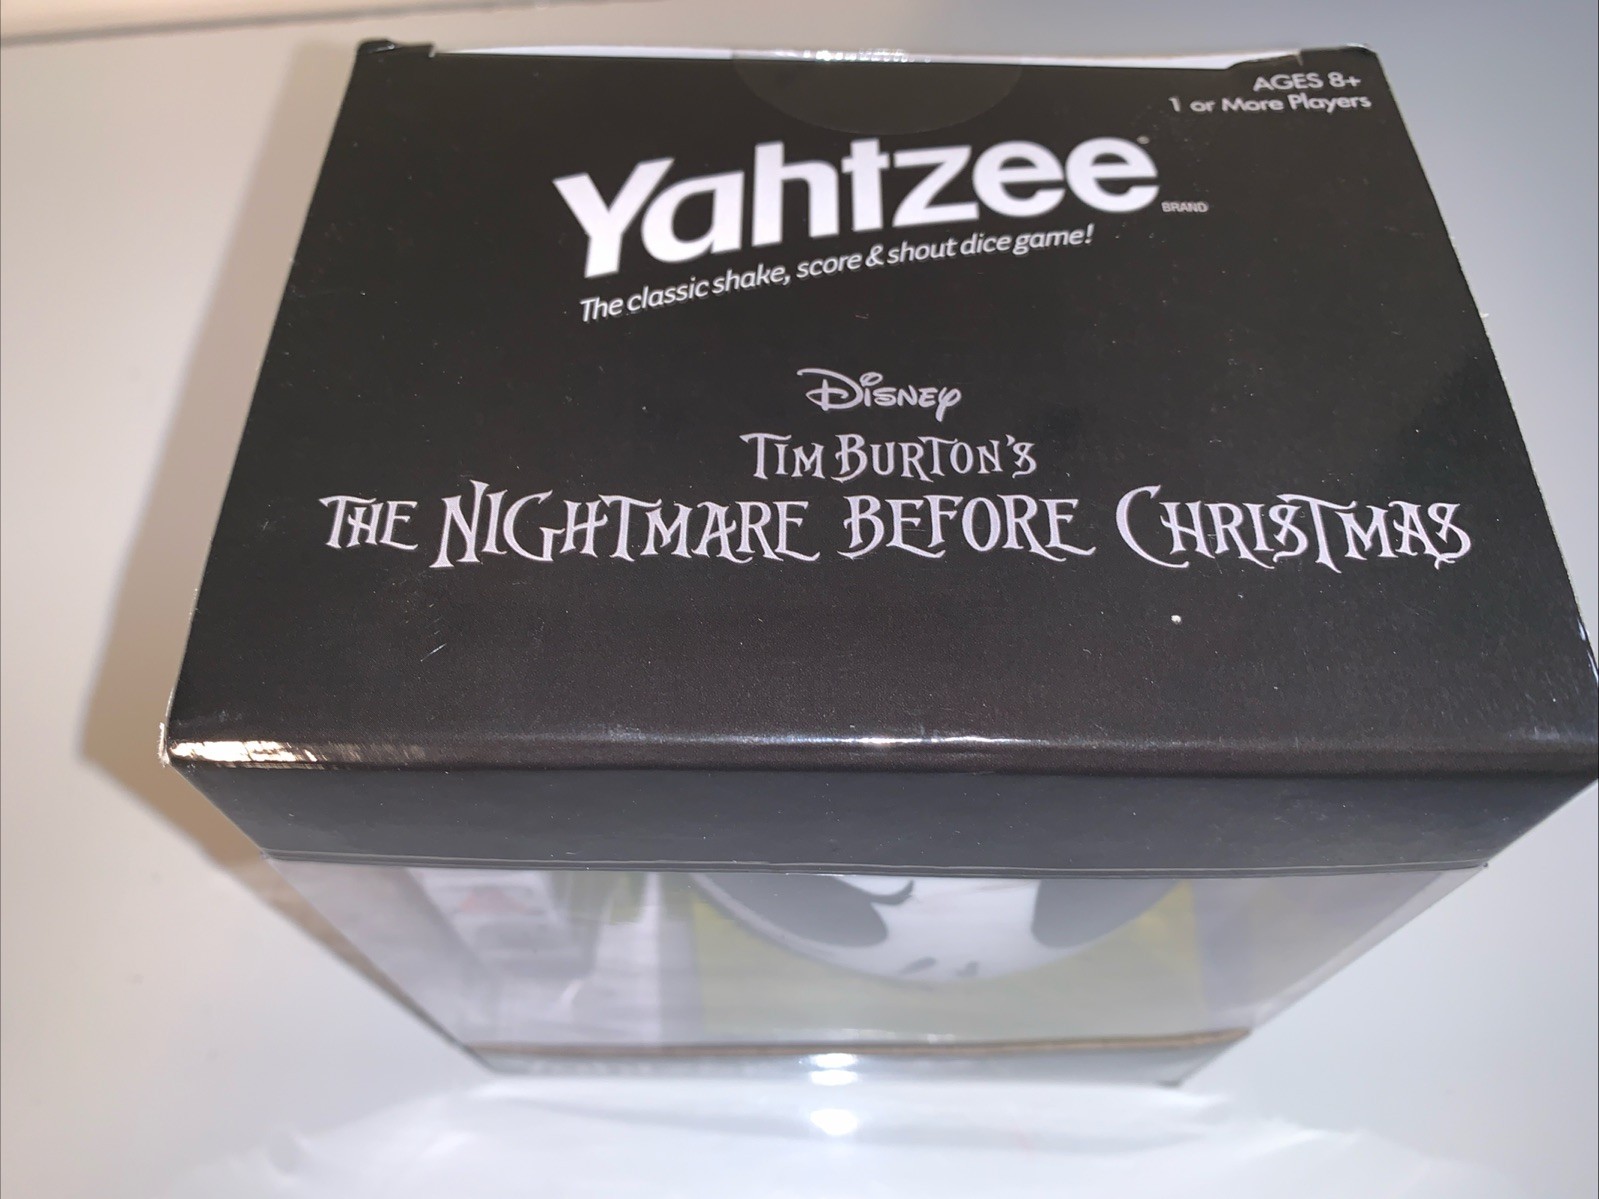 AGES 8+
1 or More Players
Yahtzee
BRAND
The classic shake, score & shout dice game!
Disney
TIM BURTON'S
THE NIGHTMARE BEFORE CHRISTMAS